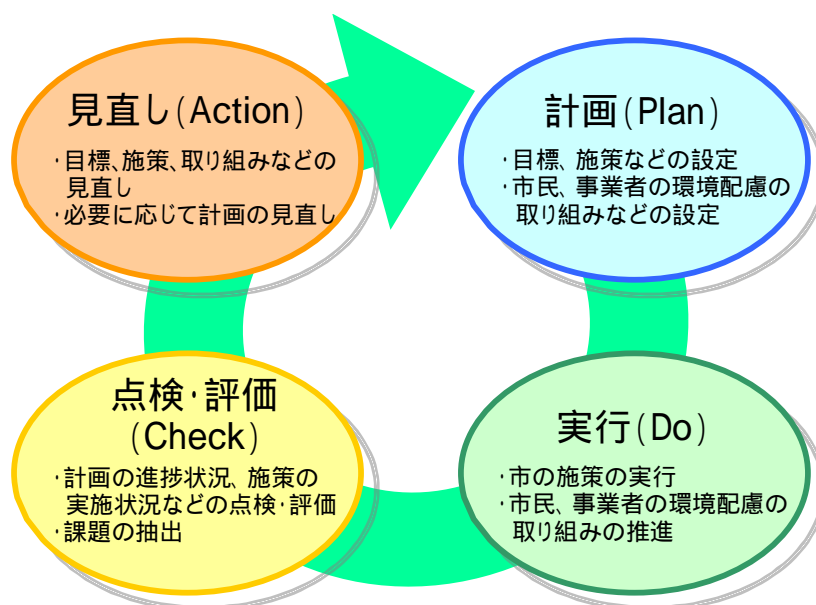 見直し(Action)
・目標、施策、取り組みなどの
見直し
・必要に応じて計画の見直し
計画(Plan)
・目標、施策などの設定
・市民、事業者の環境配慮の
取り組みなどの設定
点検・評価
(Check)
・計画の進捗状況、施策の
実施状況などの点検・評価
・課題の抽出
実行(Do)
・市の施策の実行
・市民、事業者の環境配慮の
取り組みの推進